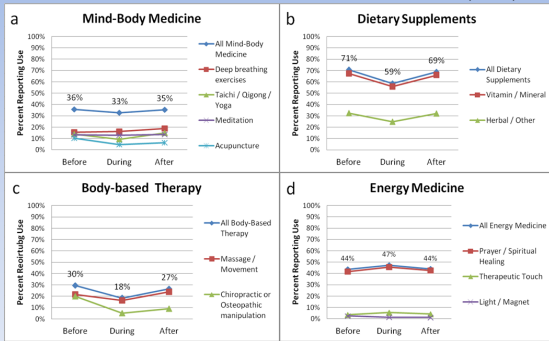 a
Mind-Body Medicine
Percent Reporting Use
100%
90%
80%
70%
60%
50%
40%
30%
20%
10%
0%
36%
33%
35%
Before
During
After
All Mind-Body
Medicine
Deep breathing
exercises
Taichi / Qigong /
Yoga
Meditation
Acupuncture
b
Dietary Supplements
Percent Reporting Use
100%
90%
80%
70%
60%
50%
40%
30%
20%
10%
0%
71%
59%
69%
Before
During
After
All Dietary
Supplements
Vitamin / Mineral
Herbal / Other
c
Body-based Therapy
Percent Reoirtubg Use
100%
90%
80%
70%
60%
50%
40%
30%
20%
10%
0%
30%
18%
27%
Before
During
After
All Body-Based
Therapy
Massage /
Movement
Chiropractic or
Osteopathic
manipulation
d
Energy Medicine
Percent Reporting Use
100%
90%
80%
70%
60%
50%
40%
30%
20%
10%
0%
44%
47%
44%
Before
During
After
All Energy Medicine
Prayer / Spiritual
Healing
Therapeutic Touch
Light / Magnet